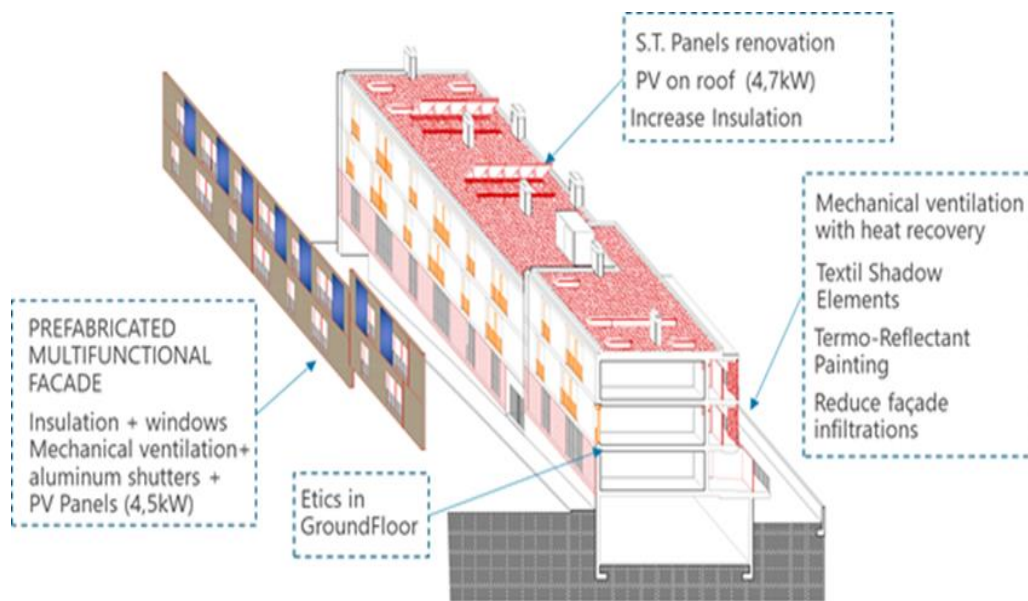 S.T. Panels renovation
PV on roof (4,7kW)
Increase Insulation
Mechanical ventilation
with heat recovery
Textil Shadow
Elements
Termo-Reflectant
Painting
Reduce façade
infiltrations
PREFABRICATED
MULTIFUNCTIONAL
FACADE
Insulation + windows
Mechanical ventilation+
aluminum shutters +
PV Panels (4,5kW)
Etics in
GroundFloor